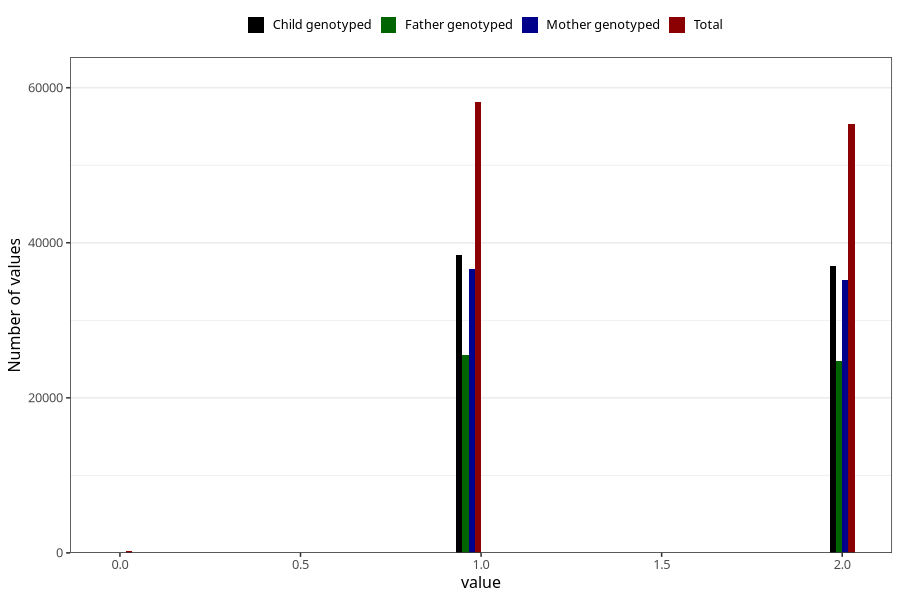 Child genotyped Father genotyped Mother genotyped Total
60000
40000
20000
0
Number of values
0.0 0.5 1.0 1.5 2.0
value